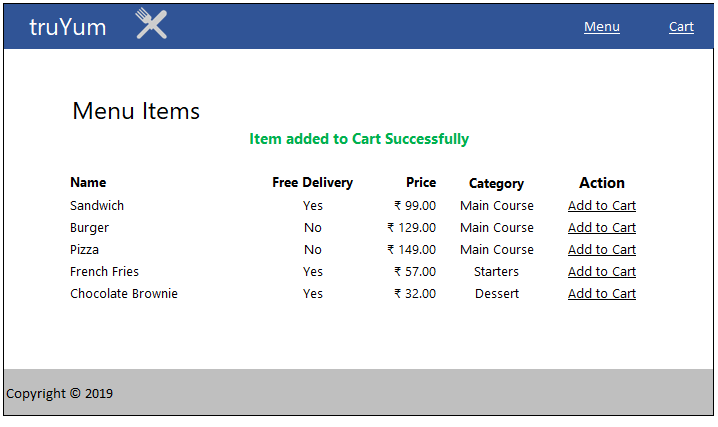 truYum Menu Cart
Menu Items
Item added to Cart Successfully
Name Free Delivery Price Category Action
Sandwich Yes ₹ 99.00 Main Course Add to Cart
Burger No ₹ 129.00 Main Course Add to Cart
Pizza No ₹ 149.00 Main Course Add to Cart
French Fries Yes ₹ 57.00 Starters Add to Cart
Chocolate Brownie Yes ₹ 32.00 Dessert Add to Cart
Copyright © 2019